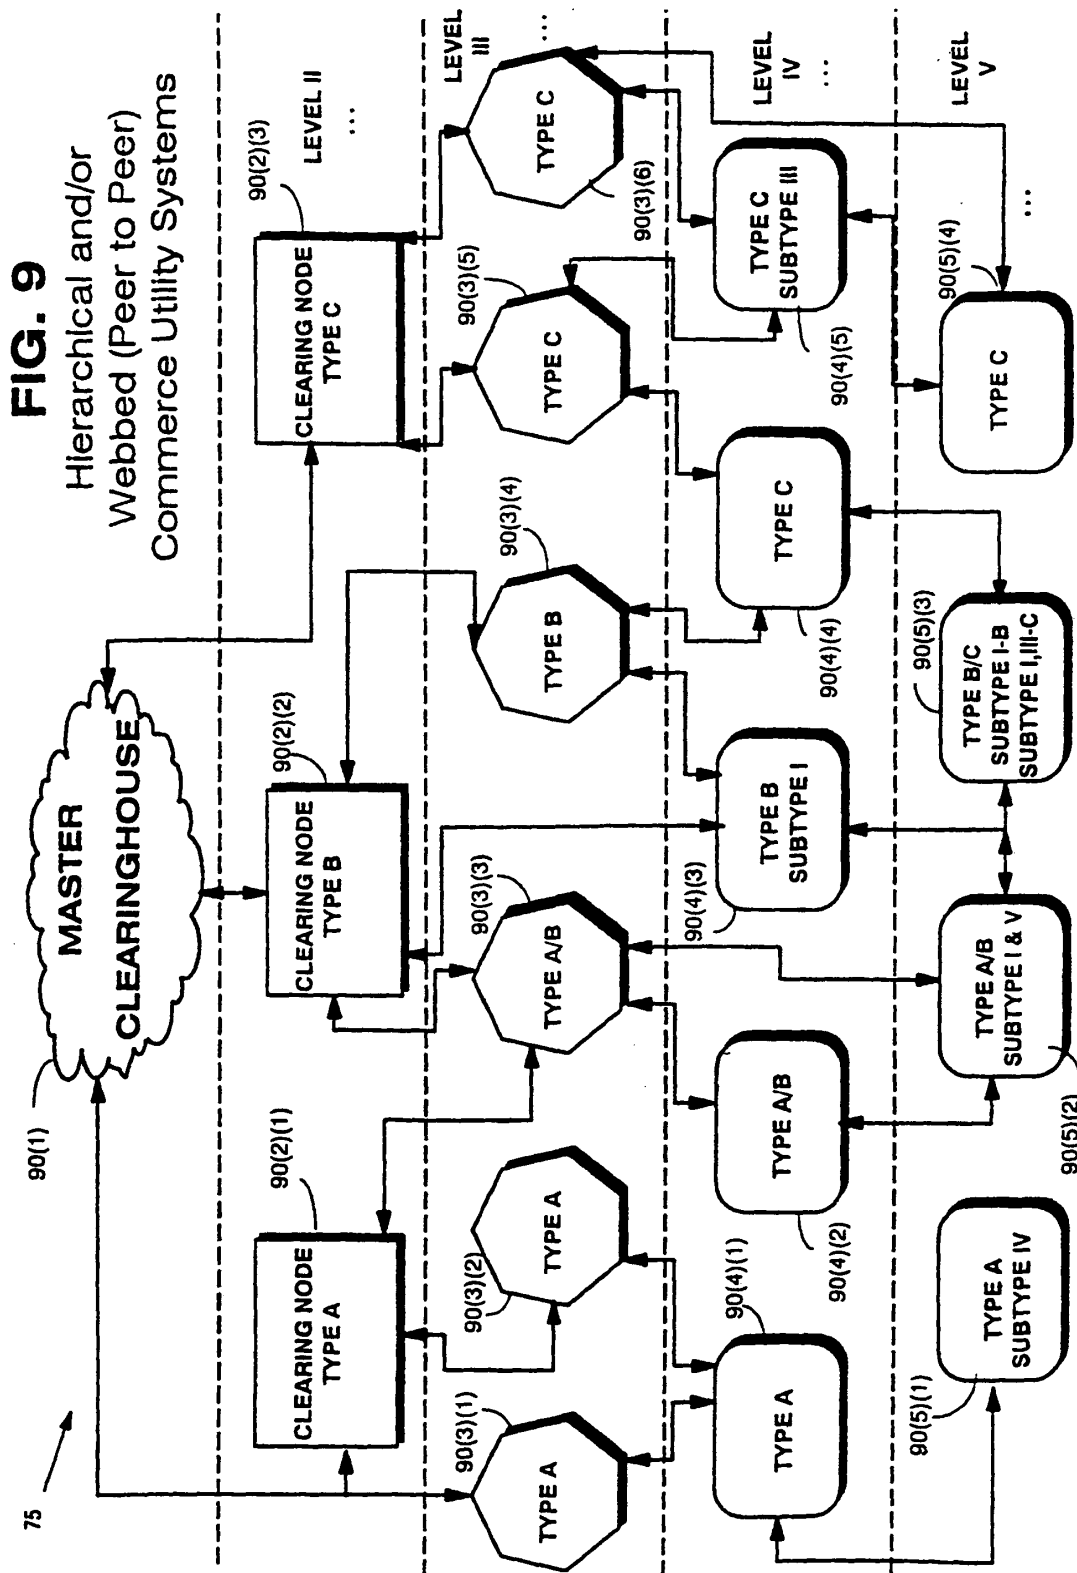 FIG. 9
Hierarchical and/or
Webbed (Peer to Peer)
Commerce Utility Systems
75
90(1)
MASTER
CLEARINGHOUSE
90(2)(1)
CLEARING NODE
TYPE A
90(2)(2)
CLEARING NODE
TYPE B
90(2)(3)
CLEARING NODE
TYPE C
LEVEL II
...
90(3)(1)
TYPE A
90(3)(2)
TYPE A
90(3)(3)
TYPE A/B
90(3)(4)
TYPE B
90(3)(5)
TYPE C
90(3)(6)
TYPE C
LEVEL
III
...
90(4)(1)
TYPE A
90(4)(2)
TYPE A/B
90(4)(3)
TYPE B
SUBTYPE I
90(4)(4)
TYPE C
90(4)(5)
TYPE C
SUBTYPE III
LEVEL
IV
...
90(5)(1)
TYPE A
SUBTYPE IV
90(5)(2)
TYPE A/B
SUBTYPE I & V
90(5)(3)
TYPE B/C
SUBTYPE I-B
SUBTYPE I,III-C
90(5)(4)
TYPE C
LEVEL
V
...